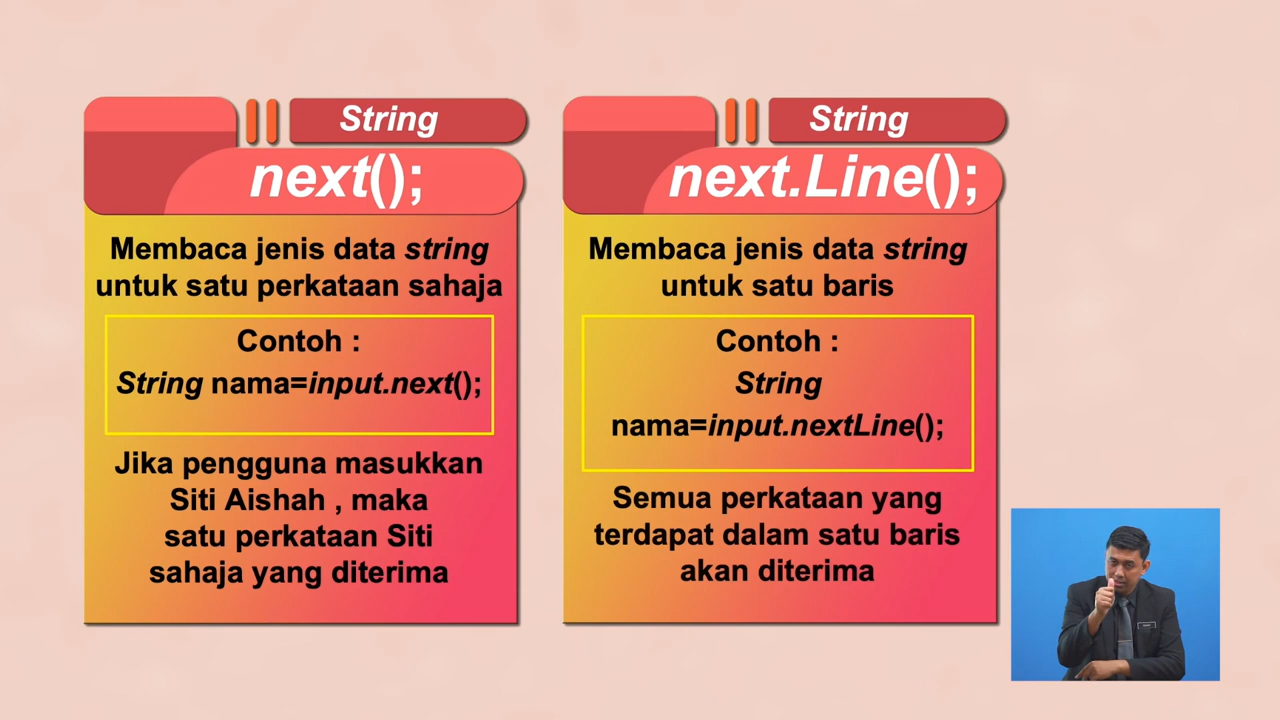 String
next();
Membaca jenis data string
untuk satu perkataan sahaja
Contoh :
String nama=input.next();
Jika pengguna masukkan
Siti Aishah , maka
satu perkataan Siti
sahaja yang diterima
String
next.Line();
Membaca jenis data string
untuk satu baris
Contoh :
String
nama=input.nextLine();
Semua perkataan yang
terdapat dalam satu baris
akan diterima